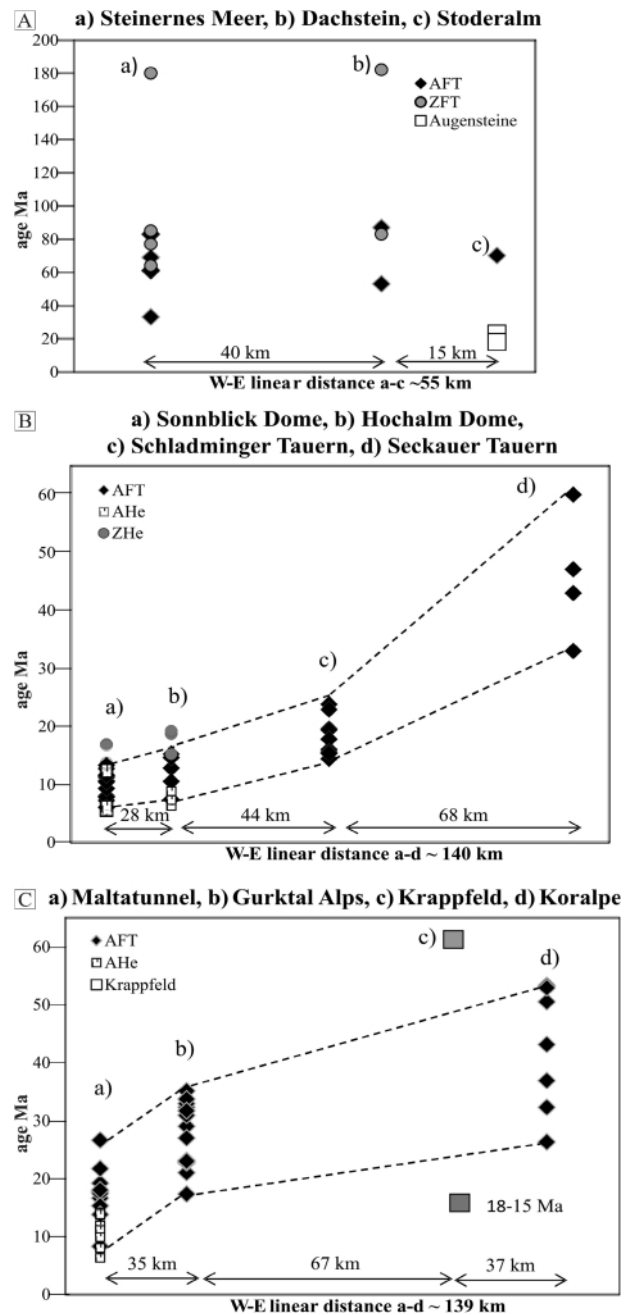 A a) Steinernes Meer, b) Dachstein, c) Stoderalm
200
180
160
140
120
100
80
60
40
20
0
age Ma
a)
b)
c)
AFT
ZFT
Augensteine
40 km
15 km
W-E linear distance a-c ~55 km
B a) Sonnblick Dome, b) Hochalm Dome,
c) Schladminger Tauern, d) Seckauer Tauern
60
50
40
30
20
10
0
age Ma
AFT
AHe
ZHe
a)
b)
c)
d)
28 km
44 km
68 km
W-E linear distance a-d ~ 140 km
C a) Maltatunnel, b) Gurktal Alps, c) Krappfeld, d) Koralpe
60
50
40
30
20
10
0
age Ma
AFT
AHe
Krappfeld
a)
b)
c)
d)
18-15 Ma
35 km
67 km
37 km
W-E linear distance a-d ~ 139 km